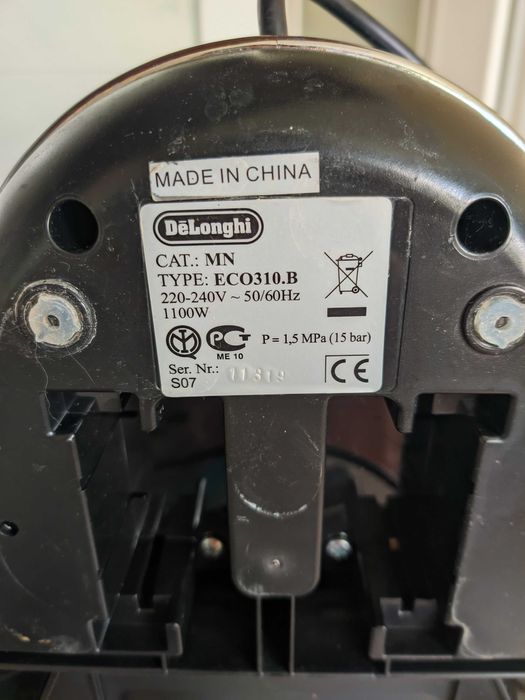 MADE IN CHINA
DeLonghi
CAT.: MN
TYPE: ECO310.B
220-240V ~ 50/60Hz
1100W
ME 10
P = 1,5 MPa (15 bar)
Ser. Nr.: 11319
S07
CE